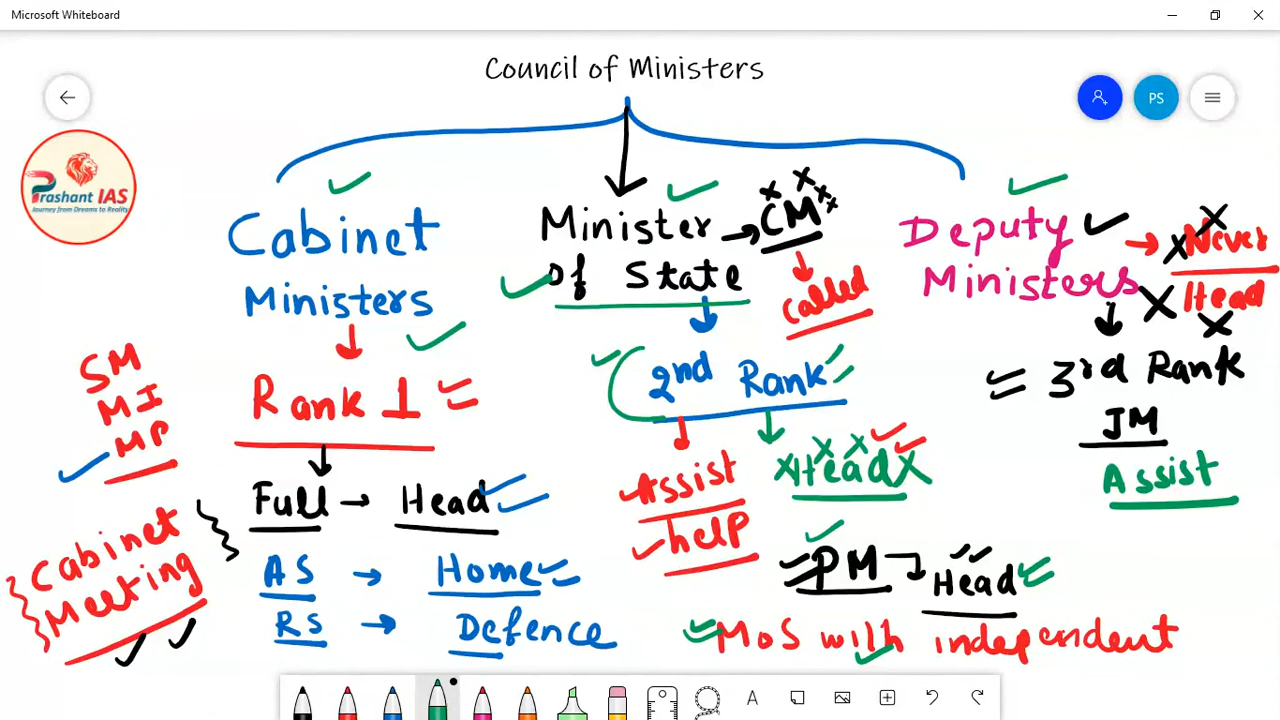 Microsoft Whiteboard
Council of Ministers
PS
Prashant IAS
Journey from Dreams to Reality
Cabinet
Ministers
Rank 1
Full → Head
AS → Home
RS → Defence
SM
MI
MP
Cabinet
Meeting
Minister → CM
of State
called
2nd Rank
Assist
help
Head
PM Head
MoS with independent
Deputy
Ministers
→ Never
Head
3rd Rank
JM
Assist
A